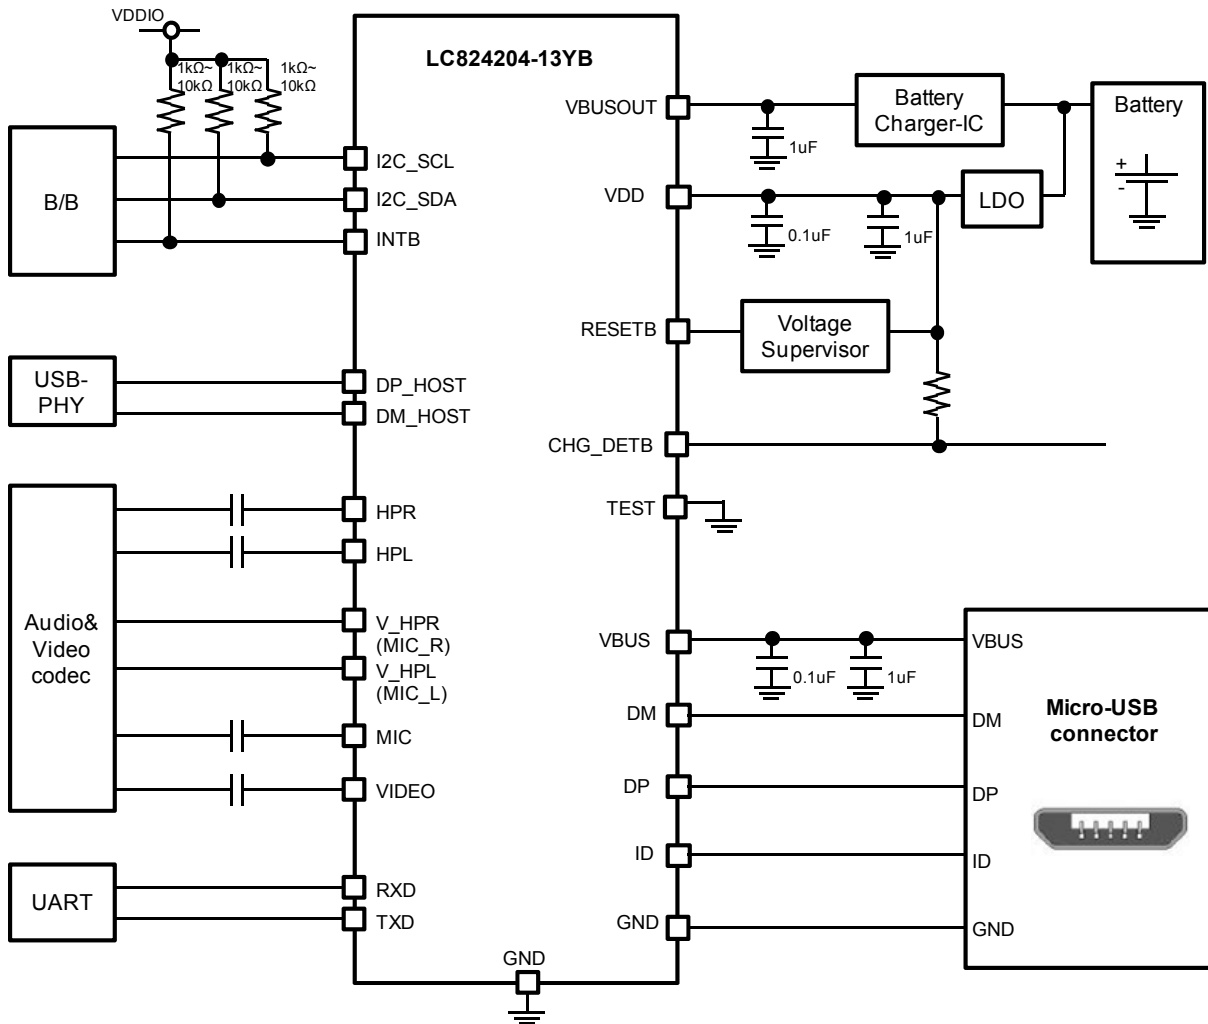 VDDIO
1kΩ~ 1kΩ~ 1kΩ~
10kΩ 10kΩ 10kΩ
LC824204-13YB
B/B
I2C_SCL
I2C_SDA
INTB
USB-
PHY
DP_HOST
DM_HOST
Audio&
Video
codec
HPR
HPL
V_HPR
(MIC_R)
V_HPL
(MIC_L)
MIC
VIDEO
UART
RXD
TXD
GND
VBUSOUT
1uF
Battery
Charger-IC
Battery
+
-
VDD
0.1uF
1uF
LDO
RESETB
Voltage
Supervisor
CHG_DETB
TEST
VBUS
0.1uF
1uF
VBUS
DM
DM
DP
DP
ID
ID
GND
GND
Micro-USB
connector